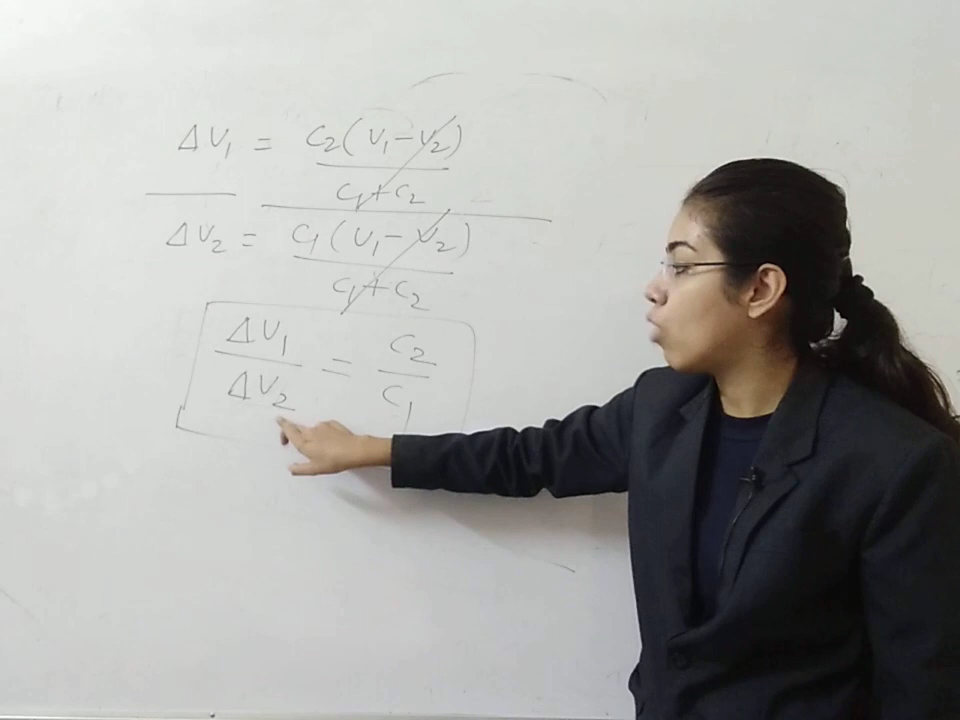 ΔV₁ = C₂(V₁-V₂)
C₁+C₂
ΔV₂ = C₁(V₁-V₂)
C₁+C₂
ΔV₁ = C₂
ΔV₂ C₁